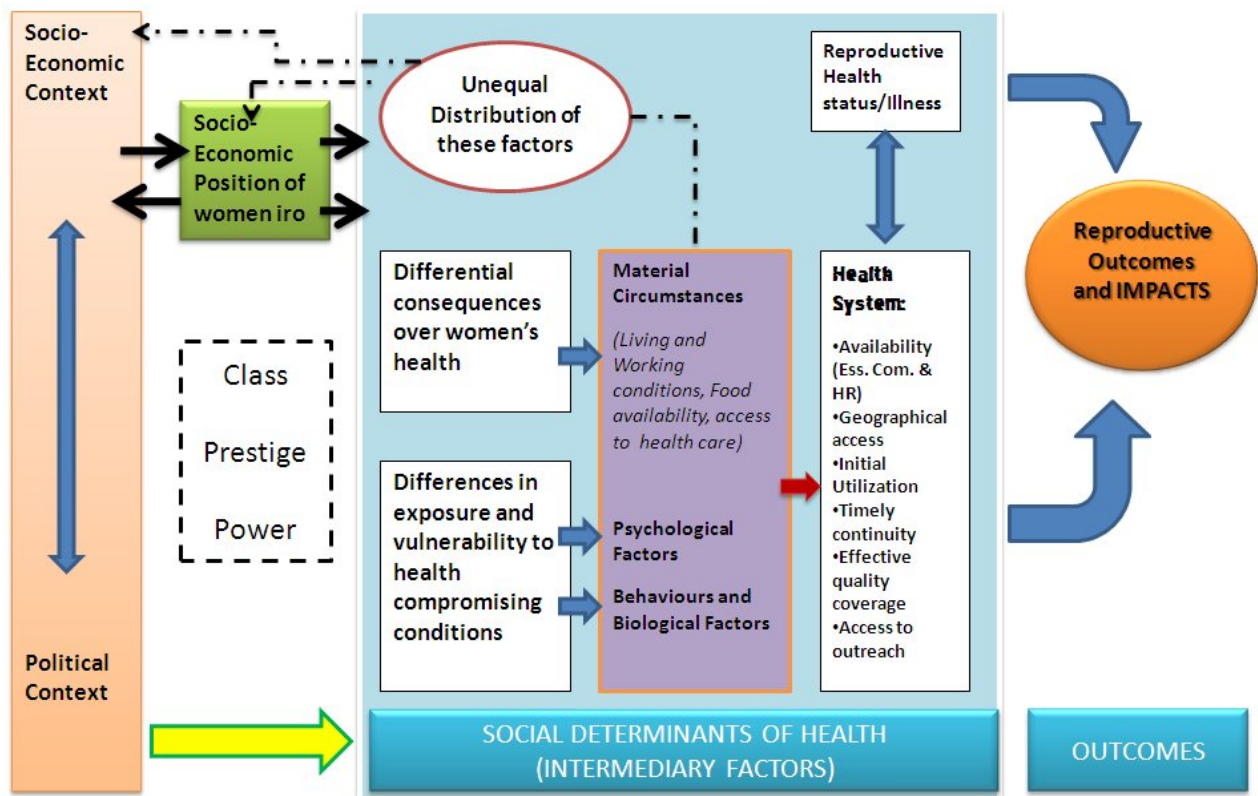 Socio-
Economic
Context
Political
Context
Socio-
Economic
Position of
women iro
Class
Prestige
Power
Unequal
Distribution of
these factors
Differential
consequences
over women's
health
Differences in
exposure and
vulnerability to
health
compromising
conditions
Material
Circumstances
(Living and
Working
conditions, Food
availability, access
to health care)
Psychological
Factors
Behaviours and
Biological Factors
Reproductive
Health
status/Illness
Health
System:
•Availability
(Ess. Com. &
HR)
•Geographical
access
•Initial
Utilization
•Timely
continuity
•Effective
quality
coverage
•Access to
outreach
Reproductive
Outcomes
and IMPACTS
SOCIAL DETERMINANTS OF HEALTH
(INTERMEDIARY FACTORS)
OUTCOMES